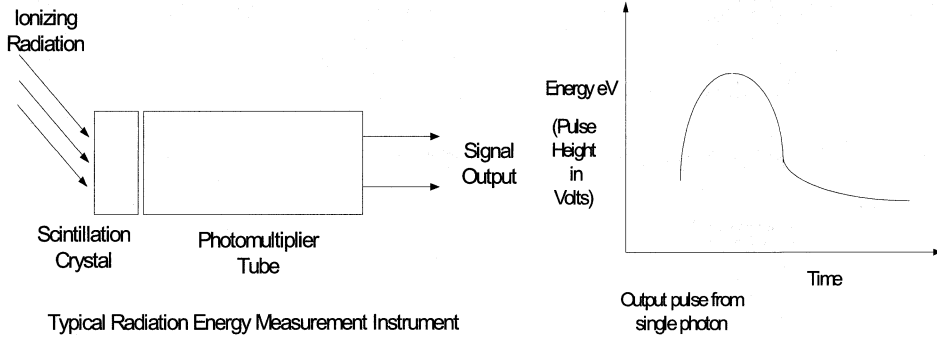 Ionizing
Radiation
Scintillation
Crystal
Photomultiplier
Tube
Signal
Output
Typical Radiation Energy Measurement Instrument
Energy eV
(Pulse
Height
in
Volts)
Time
Output pulse from
single photon